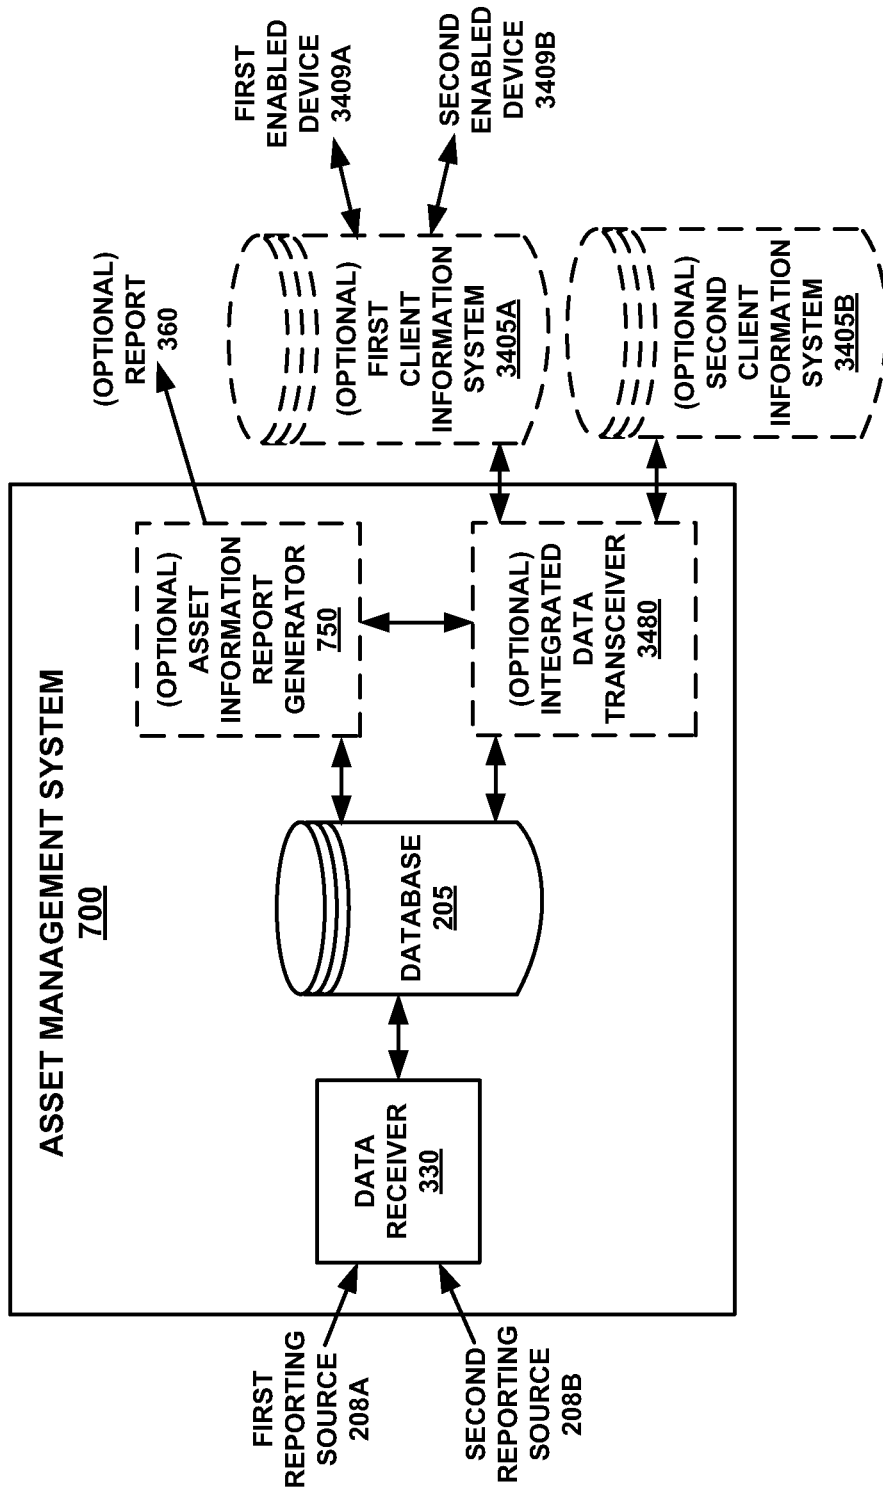 ASSET MANAGEMENT SYSTEM
700
FIRST
REPORTING
SOURCE
208A
SECOND
REPORTING
SOURCE
208B
DATA
RECEIVER
330
DATABASE
205
(OPTIONAL)
ASSET
INFORMATION
REPORT
GENERATOR
750
(OPTIONAL)
INTEGRATED
DATA
TRANSCEIVER
3480
(OPTIONAL)
REPORT
360
(OPTIONAL)
FIRST
CLIENT
INFORMATION
SYSTEM
3405A
(OPTIONAL)
SECOND
CLIENT
INFORMATION
SYSTEM
3405B
FIRST
ENABLED
DEVICE
3409A
SECOND
ENABLED
DEVICE
3409B